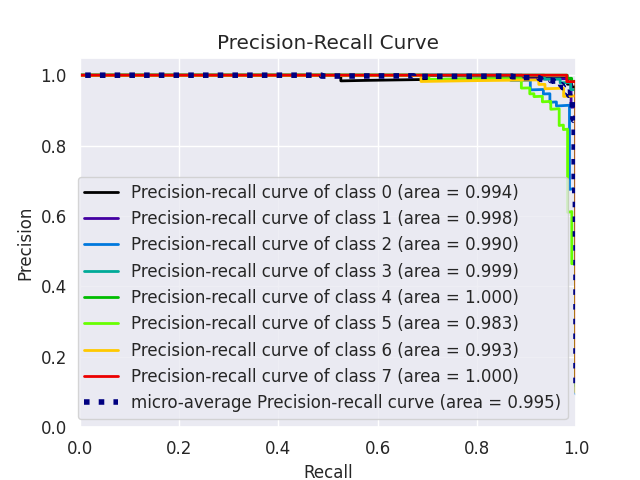 Precision-Recall Curve
1.0
0.8
0.6
0.4
0.2
0.0
Precision
Precision-recall curve of class 0 (area = 0.994)
Precision-recall curve of class 1 (area = 0.998)
Precision-recall curve of class 2 (area = 0.990)
Precision-recall curve of class 3 (area = 0.999)
Precision-recall curve of class 4 (area = 1.000)
Precision-recall curve of class 5 (area = 0.983)
Precision-recall curve of class 6 (area = 0.993)
Precision-recall curve of class 7 (area = 1.000)
micro-average Precision-recall curve (area = 0.995)
0.0 0.2 0.4 0.6 0.8 1.0
Recall